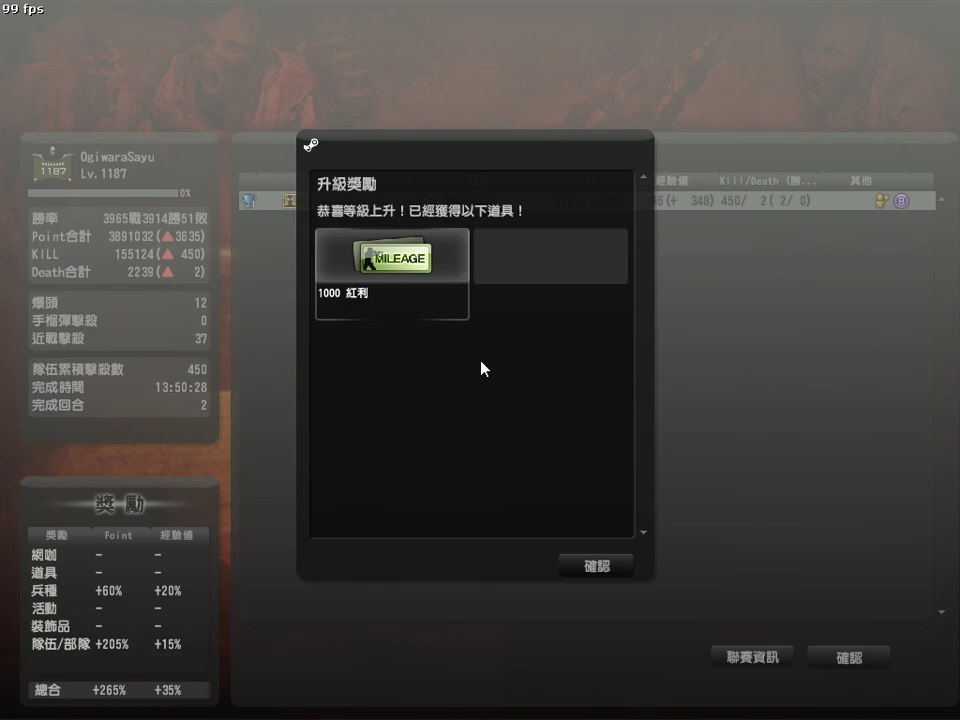 99 fps
OgiwaraSayu
1187
Lv.1187
0%
勝率 3965戰3914勝51敗
Point合計 3891032(▲3635)
KILL 155124(▲ 450)
Death合計 2239(▲ 2)
爆頭 12
手榴彈擊殺 0
近戰擊殺 37
隊伍累積擊殺數 450
完成時間 13:50:28
完成回合 2
獎勵
獎勵 Point 經驗值
網咖 - -
道具 - -
兵種 +60% +20%
活動 - -
裝飾品 - -
隊伍/部隊 +205% +15%
總合 +265% +35%
升級獎勵
恭喜等級上升！已經獲得以下道具！
MILEAGE
1000 紅利
確認
經驗值 Kill/Death (勝... 其他
(+ 348) 450/ 2( 2/ 0) B
聯賽資訊 確認